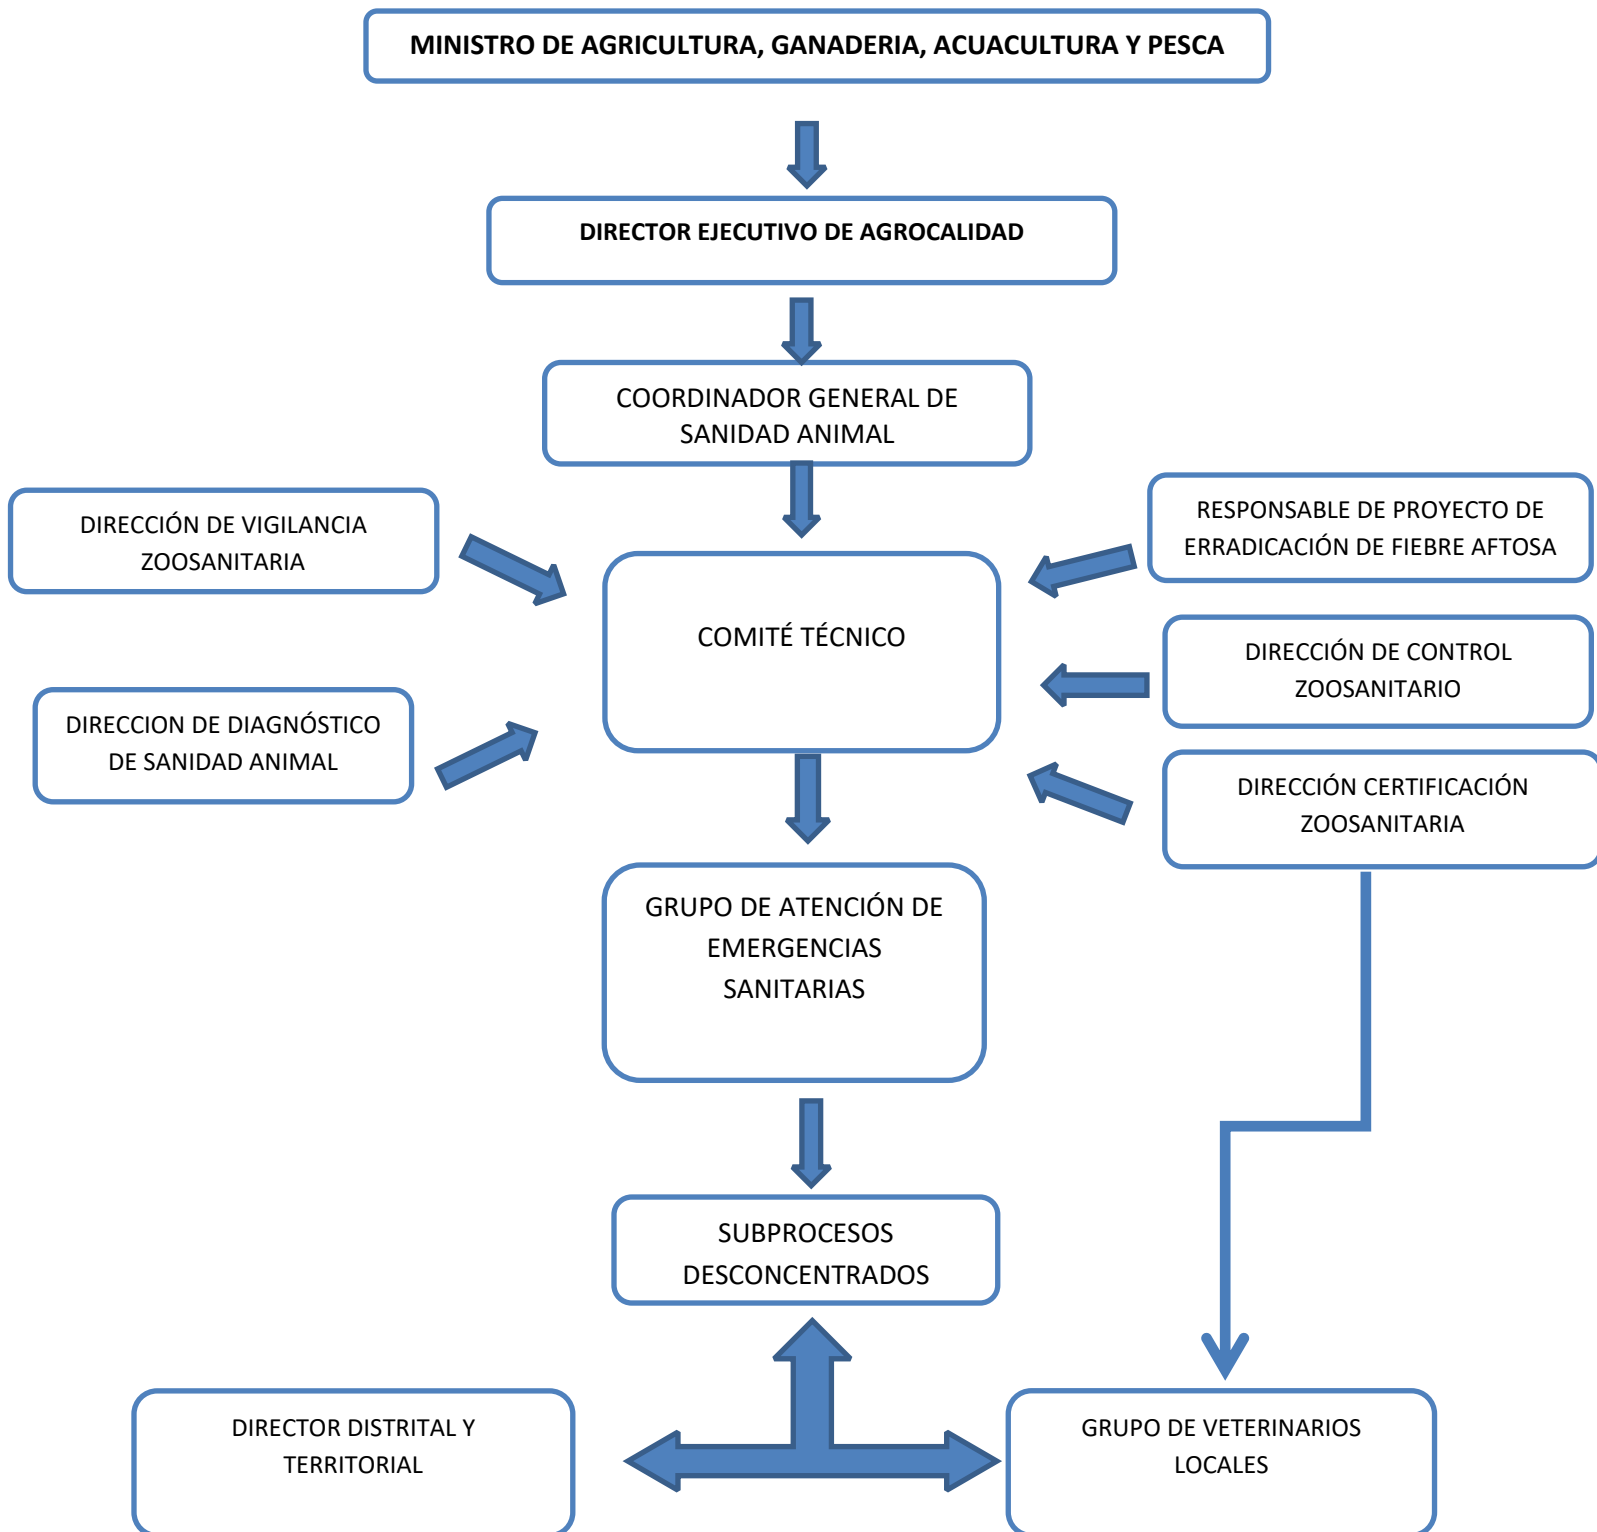 MINISTRO DE AGRICULTURA, GANADERIA, ACUACULTURA Y PESCA
DIRECTOR EJECUTIVO DE AGROCALIDAD
COORDINADOR GENERAL DE
SANIDAD ANIMAL
DIRECCIÓN DE VIGILANCIA
ZOOSANITARIA
RESPONSABLE DE PROYECTO DE
ERRADICACIÓN DE FIEBRE AFTOSA
COMITÉ TÉCNICO
DIRECCIÓN DE CONTROL
ZOOSANITARIO
DIRECCION DE DIAGNÓSTICO
DE SANIDAD ANIMAL
DIRECCIÓN CERTIFICACIÓN
ZOOSANITARIA
GRUPO DE ATENCIÓN DE
EMERGENCIAS
SANITARIAS
SUBPROCESOS
DESCONCENTRADOS
DIRECTOR DISTRITAL Y
TERRITORIAL
GRUPO DE VETERINARIOS
LOCALES